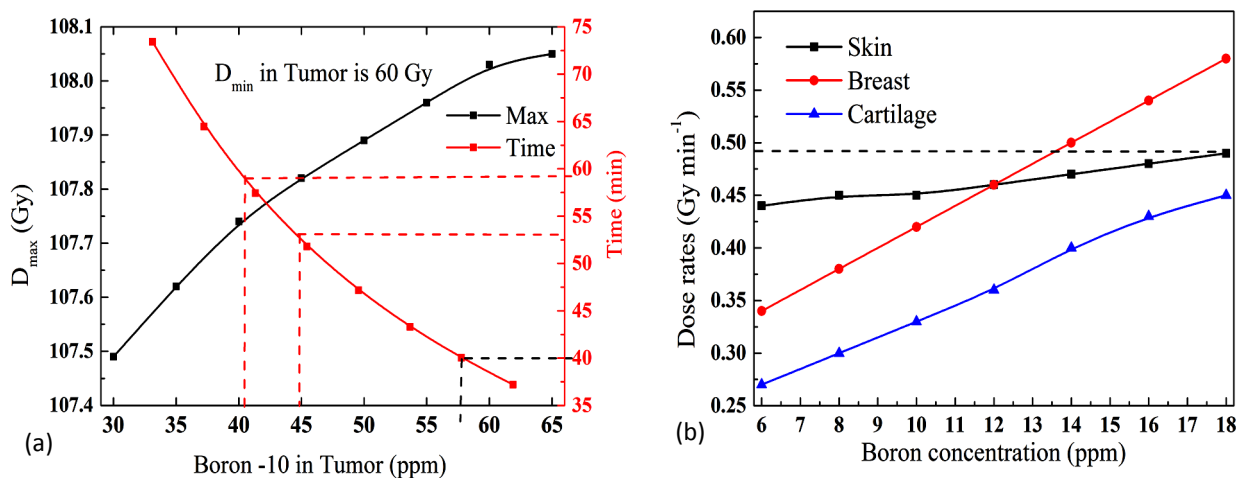 108.1
108.0
107.9
107.8
107.7
107.6
107.5
107.4
D_max (Gy)
D_min in Tumor is 60 Gy
Max
Time
75
70
65
60
55
50
45
40
35
Time (min)
30 35 40 45 50 55 60 65
Boron -10 in Tumor (ppm)
(a)
0.60
0.55
0.50
0.45
0.40
0.35
0.30
0.25
Dose rates (Gy min⁻¹)
Skin
Breast
Cartilage
6 7 8 9 10 11 12 13 14 15 16 17 18
Boron concentration (ppm)
(b)